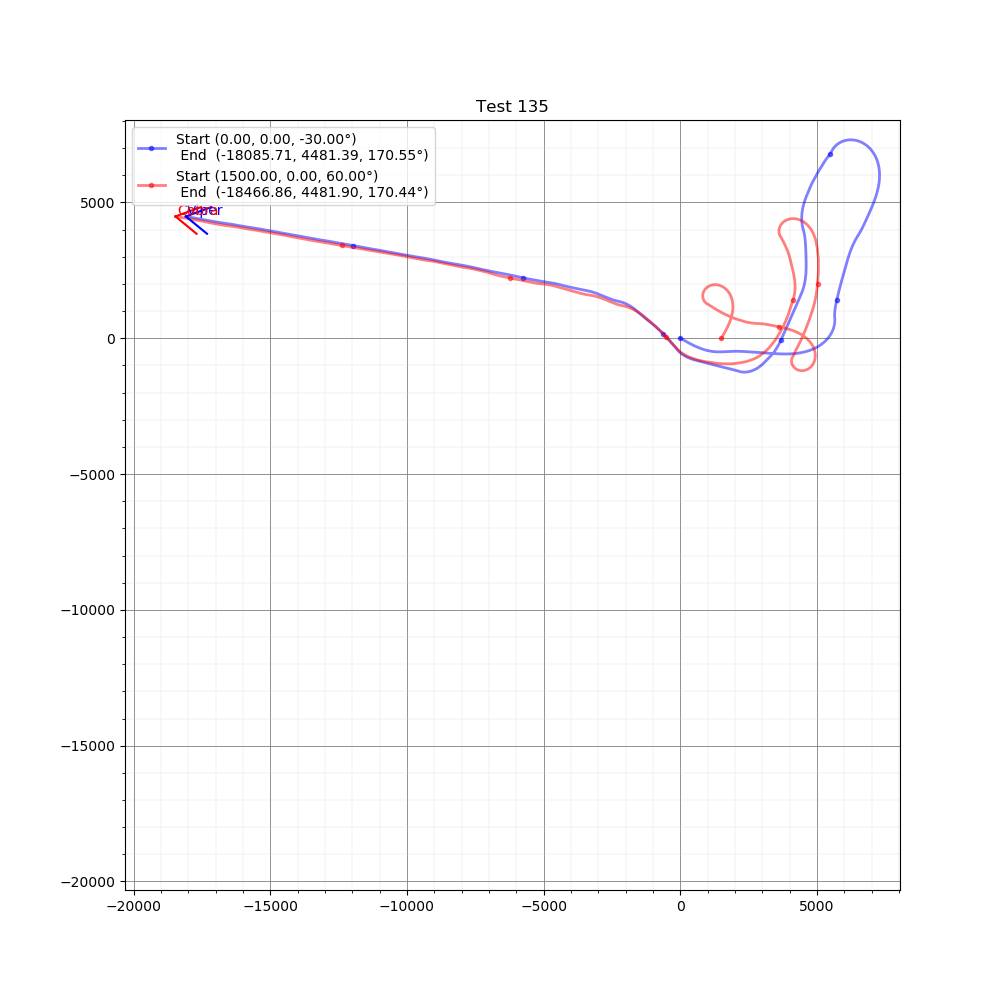 Test 135
Start (0.00, 0.00, -30.00°)
End (-18085.71, 4481.39, 170.55°)
Start (1500.00, 0.00, 60.00°)
End (-18466.86, 4481.90, 170.44°)
5000
0
−5000
−10000
−15000
−20000
−20000 −15000 −10000 −5000 0 5000